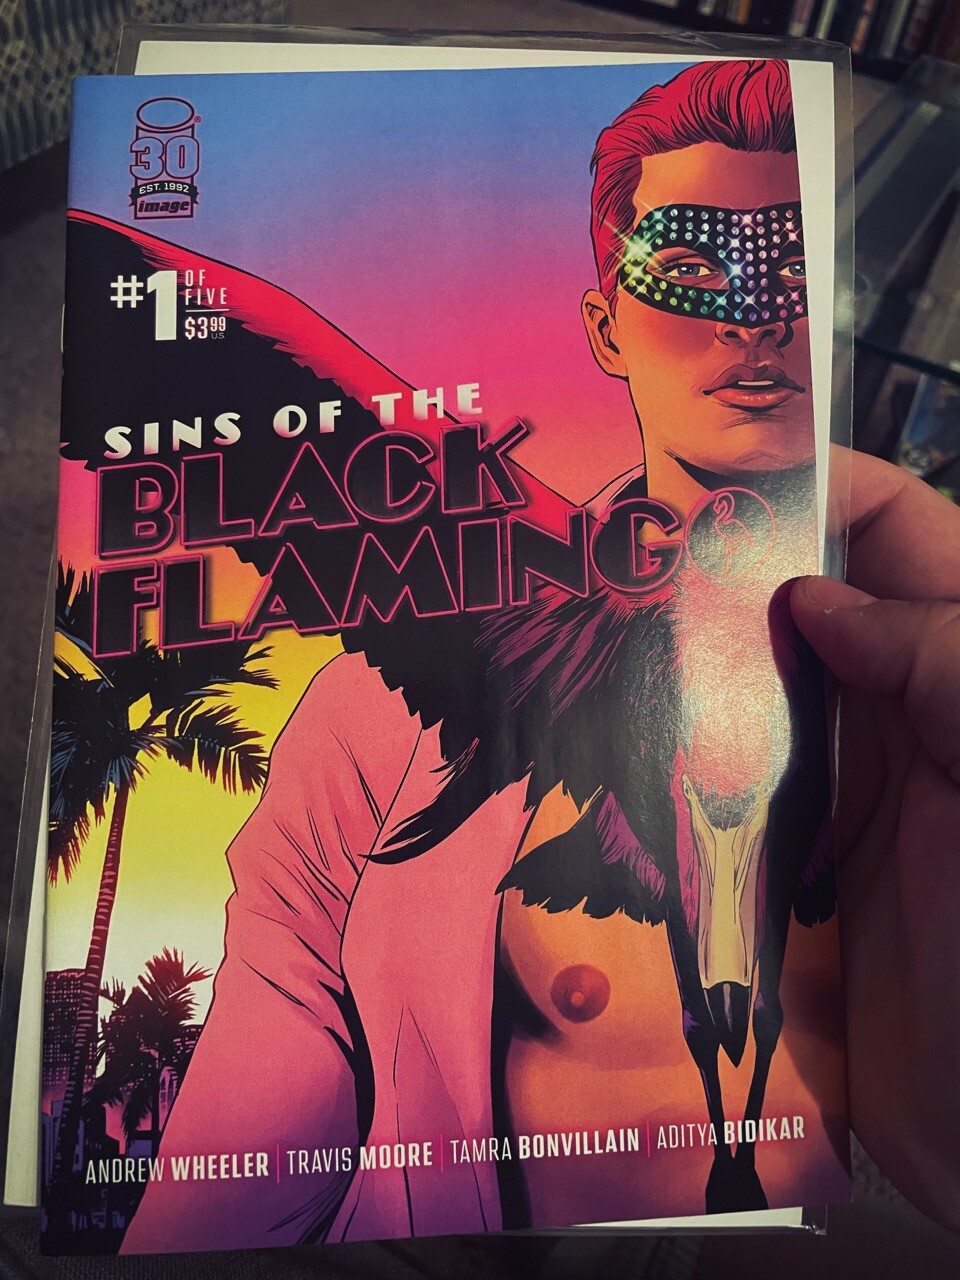 30
EST. 1992
image
®
#1
OF
FIVE
$3.99
U.S.
SINS OF THE
BLACK
FLAMINGO
ANDREW WHEELER | TRAVIS MOORE | TAMRA BONVILLAIN | ADITYA BIDIKAR